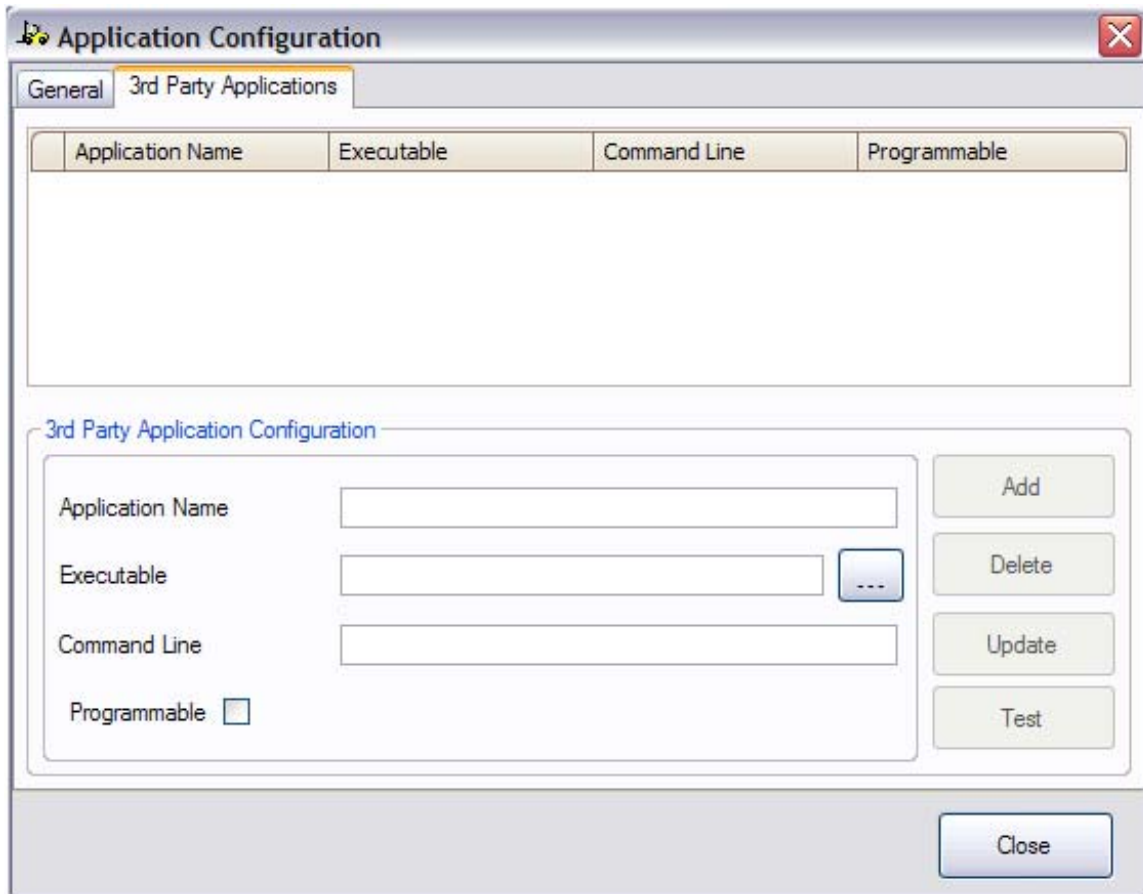 Application Configuration
General 3rd Party Applications
Application Name Executable Command Line Programmable
3rd Party Application Configuration
Application Name
Executable ...
Command Line
Programmable
Add
Delete
Update
Test
Close